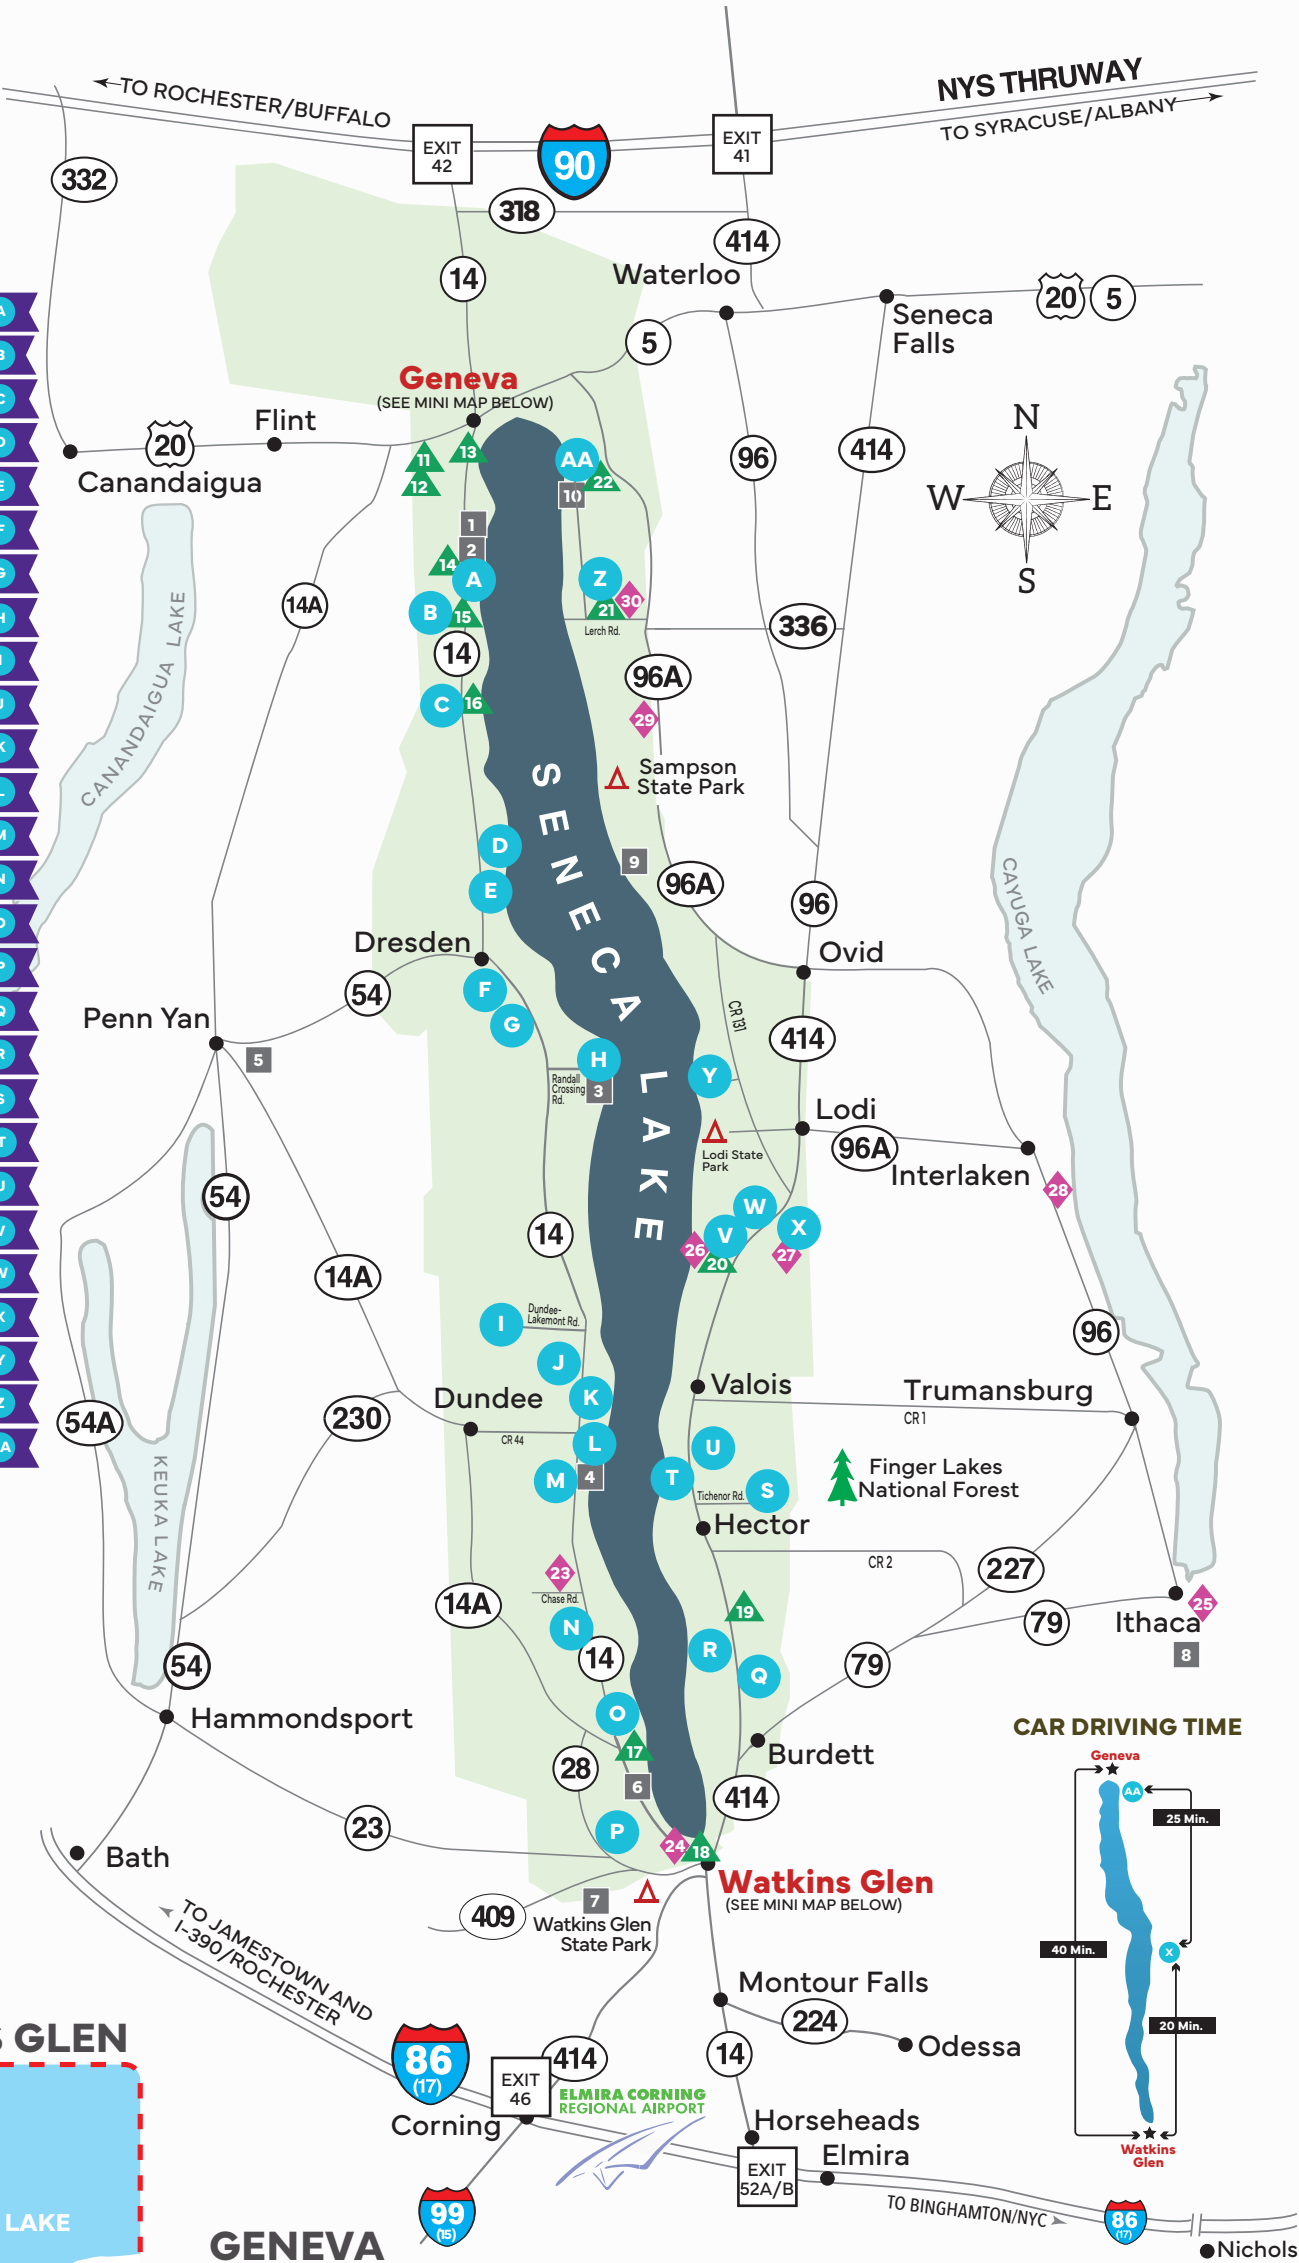 NYS THRUWAY
TO ROCHESTER/BUFFALO
TO SYRACUSE/ALBANY
EXIT
42
90
EXIT
41
332
318
414
14
Waterloo
20
5
Seneca
Falls
5
Geneva
(SEE MINI MAP BELOW)
Flint
20
Canandaigua
N
W
E
S
96
414
11
12
13
AA
22
10
1
2
14
A
B
15
14
Z
30
21
Lerch Rd.
14A
336
CANANDAIGUA LAKE
C
16
96A
29
Sampson
State Park
SENECA LAKE
D
E
9
96A
96
CAYUGA LAKE
Dresden
Ovid
54
F
G
CR 131
Penn Yan
5
414
H
3
Randall
Crossing
Rd.
Y
Lodi
96A
Lodi State
Park
Interlaken
28
54
W
V
X
26
20
27
14
14A
I
Dundee-
Lakemont Rd.
96
J
K
Valois
Trumansburg
CR 1
Dundee
54A
230
CR 44
L
M
4
U
T
S
Tichenor Rd.
Finger Lakes
National Forest
Hector
KEUKA LAKE
CR 2
227
23
Chase Rd.
14A
N
14
19
R
Q
79
79
Ithaca
25
8
54
Hammondsport
O
17
28
6
Burdett
414
P
23
24
18
Bath
Watkins Glen
(SEE MINI MAP BELOW)
409
7
Watkins Glen
State Park
TO JAMESTOWN AND
I-390/ROCHESTER
Montour Falls
224
Odessa
14
86
(17)
EXIT
46
414
Corning
ELMIRA CORNING
REGIONAL AIRPORT
Horseheads
EXIT
52A/B
Elmira
99
(15)
TO BINGHAMTON/NYC
86
(17)
Nichols
CAR DRIVING TIME
Geneva
AA
25 Min.
40 Min.
X
20 Min.
Watkins
Glen
GLEN
LAKE
GENEVA